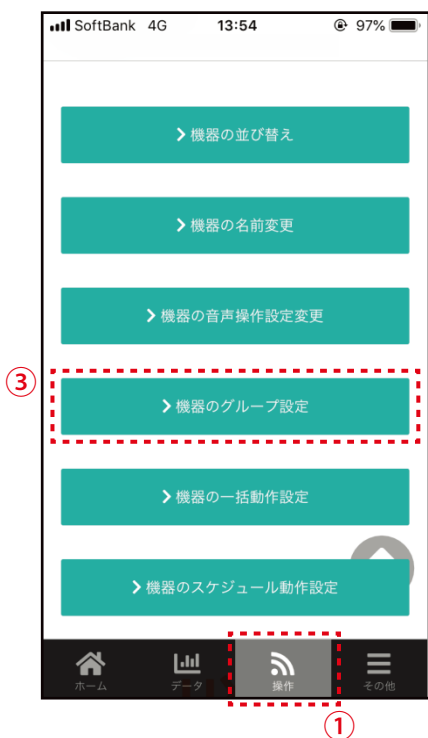 SoftBank 4G 13:54 97%
機器の並び替え
機器の名前変更
機器の音声操作設定変更
③
機器のグループ設定
機器の一括動作設定
機器のスケジュール動作設定
ホーム データ 操作 その他
①